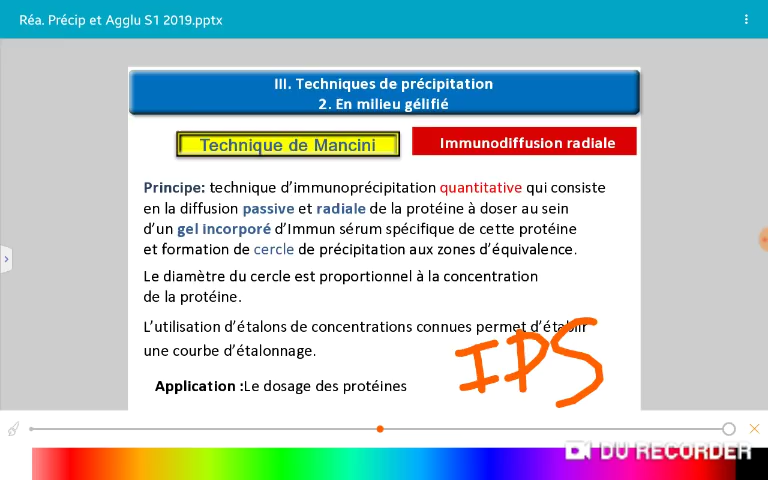 Réa. Précip et Agglu S1 2019.pptx
III. Techniques de précipitation
2. En milieu gélifié
Technique de Mancini
Immunodiffusion radiale
Principe: technique d'immunoprécipitation quantitative qui consiste
en la diffusion passive et radiale de la protéine à doser au sein
d'un gel incorporé d'Immun sérum spécifique de cette protéine
et formation de cercle de précipitation aux zones d'équivalence.
Le diamètre du cercle est proportionnel à la concentration
de la protéine.
L'utilisation d'étalons de concentrations connues permet d'établir
une courbe d'étalonnage.
IPS
Application :Le dosage des protéines
DU RECORDER